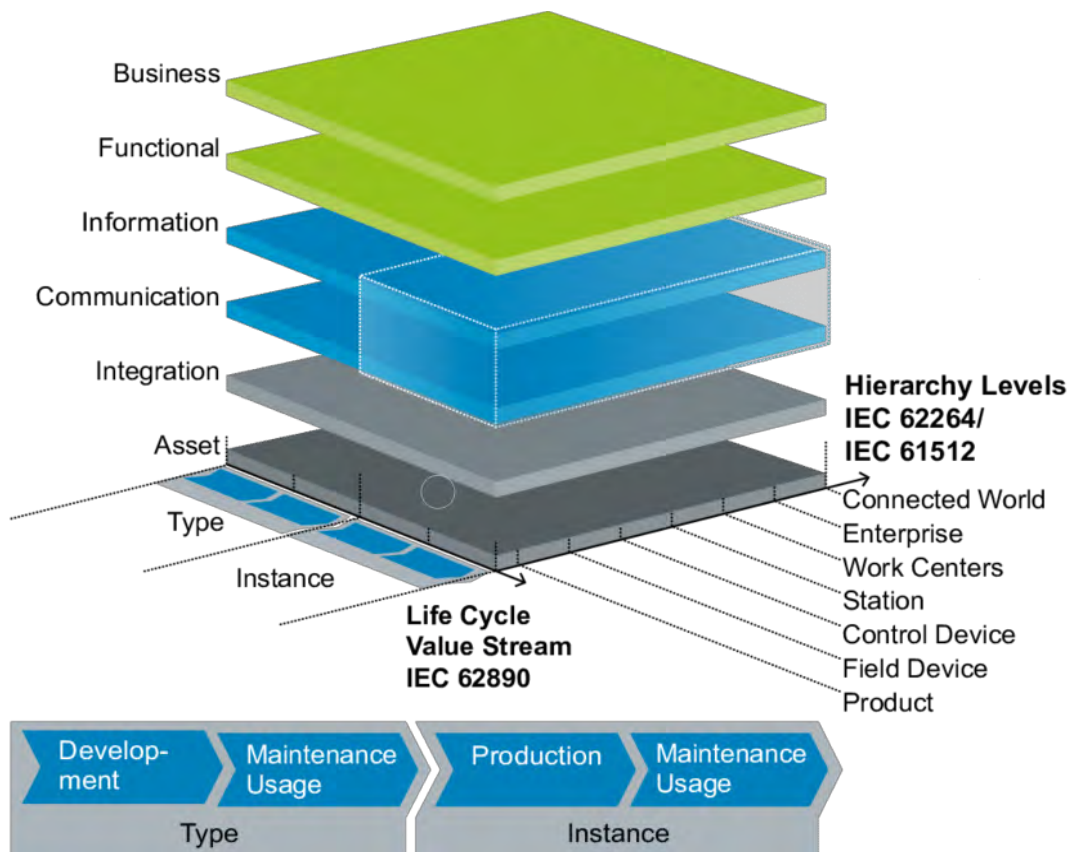 Business
Functional
Information
Communication
Integration
Asset
Type
Instance
Life Cycle
Value Stream
IEC 62890
Hierarchy Levels
IEC 62264/
IEC 61512
Connected World
Enterprise
Work Centers
Station
Control Device
Field Device
Product
Develop-
ment
Maintenance
Usage
Production
Maintenance
Usage
Type
Instance